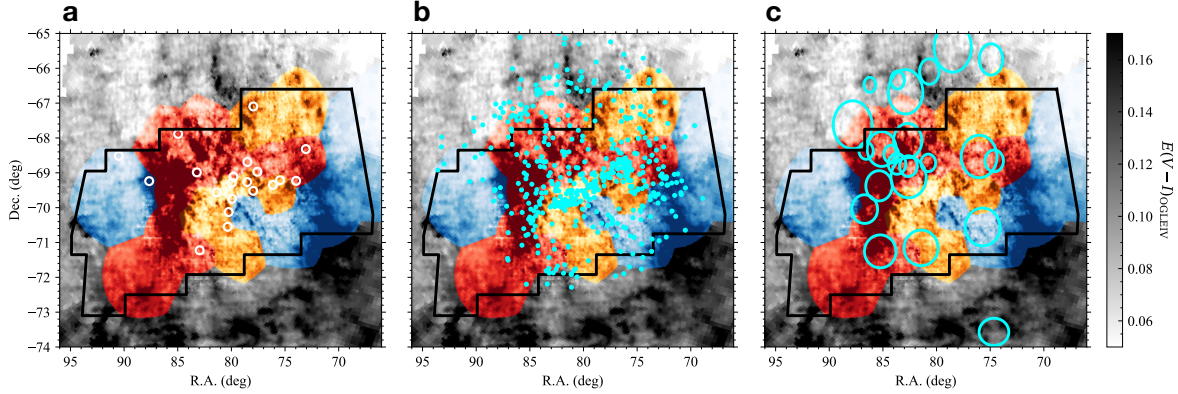 a b c
−65
−66
−67
−68
−69
−70
−71
−72
−73
−74
Dec. (deg)
95 90 85 80 75 70
95 90 85 80 75 70
95 90 85 80 75 70
R.A. (deg) R.A. (deg) R.A. (deg)
0.16
0.14
0.12
0.10
0.08
0.06
E(V − I)OGLEIV